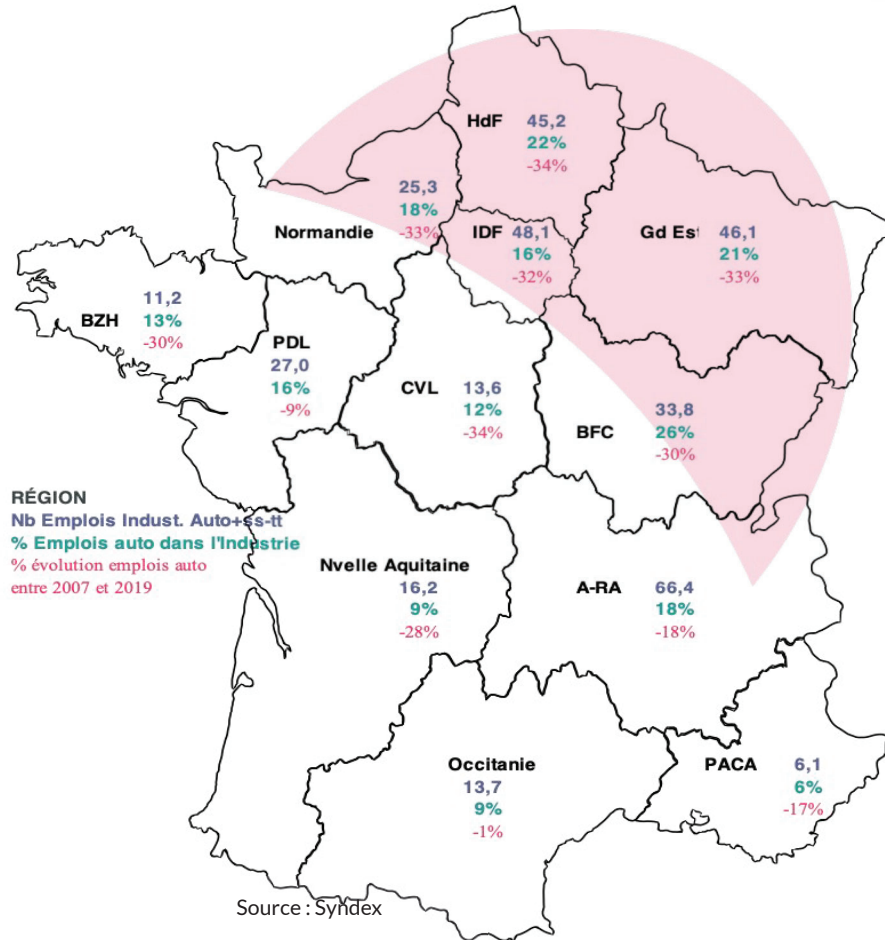 HdF
45,2
22%
-34%
25,3
18%
-33%
Normandie
IDF
48,1
16%
-32%
Gd Es
46,1
21%
-33%
BZH
11,2
13%
-30%
PDL
27,0
16%
-9%
CVL
13,6
12%
-34%
BFC
33,8
26%
-30%
RÉGION
Nb Emplois Indust. Auto+ss-tt
% Emplois auto dans l'Industrie
% évolution emplois auto
entre 2007 et 2019
Nvelle Aquitaine
16,2
9%
-28%
A-RA
66,4
18%
-18%
Occitanie
13,7
9%
-1%
PACA
6,1
6%
-17%
Source : Syndex